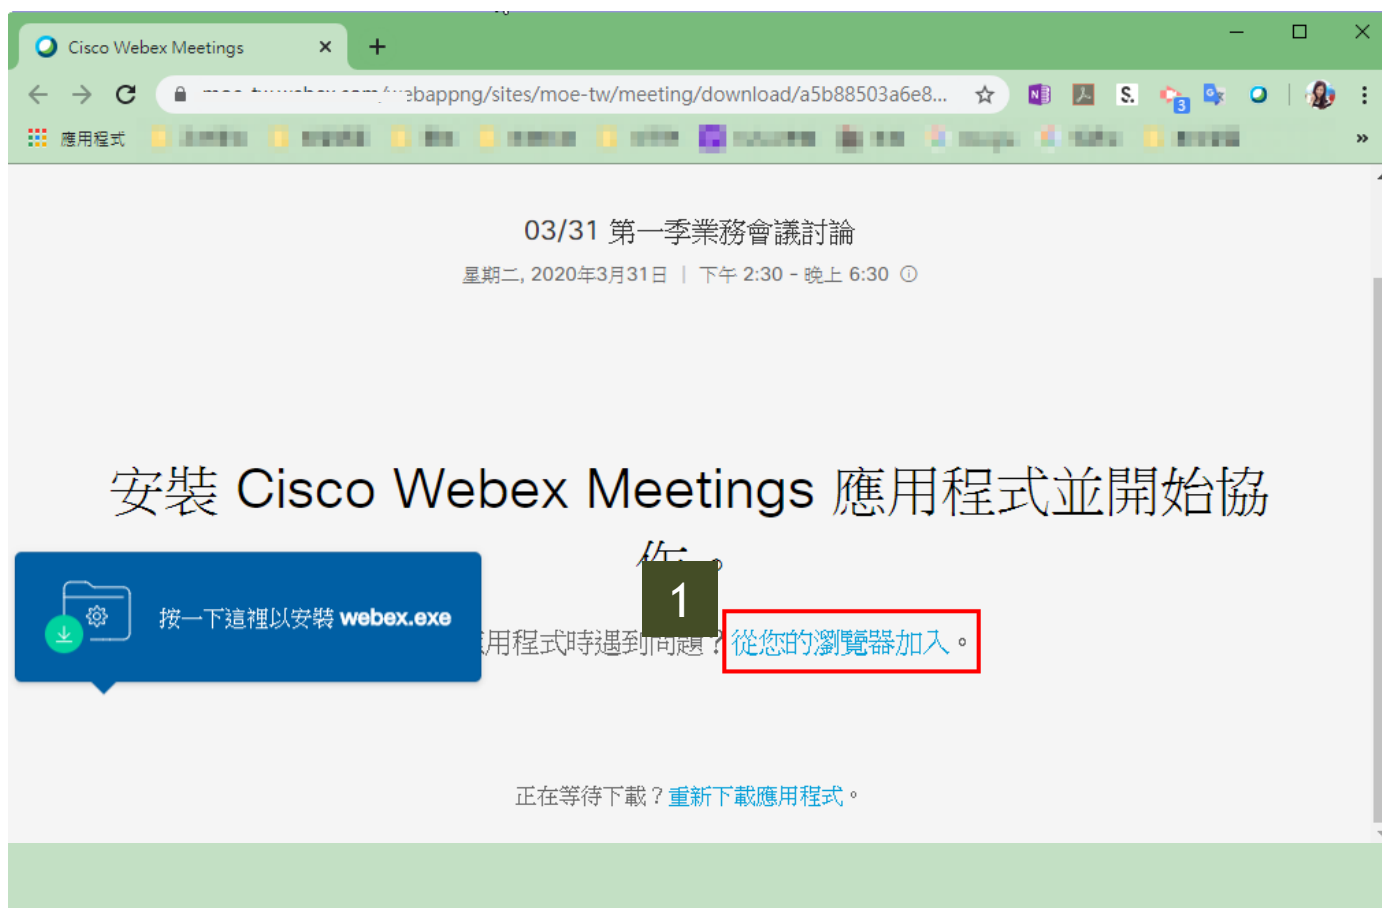 Cisco Webex Meetings
ebappng/sites/moe-tw/meeting/download/a5b88503a6e8...
N
S.
3
應用程式
03/31 第一季業務會議討論
星期二, 2020年3月31日 | 下午 2:30 - 晚上 6:30
安裝 Cisco Webex Meetings 應用程式並開始協
作。
1
按一下這裡以安裝 webex.exe
用程式時遇到問題？從您的瀏覽器加入。
正在等待下載？重新下載應用程式。